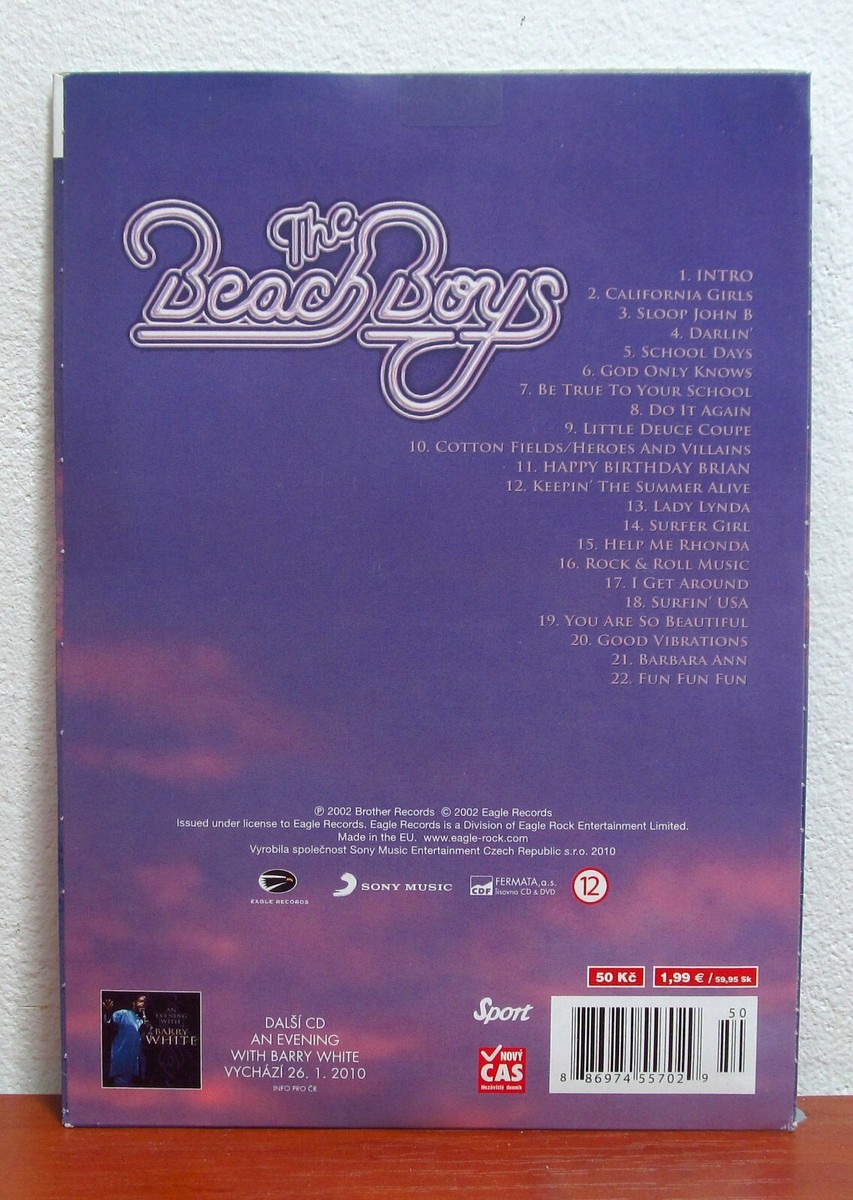 The
Beach Boys
1. INTRO
2. CALIFORNIA GIRLS
3. SLOOP JOHN B
4. DARLIN'
5. SCHOOL DAYS
6. GOD ONLY KNOWS
7. BE TRUE TO YOUR SCHOOL
8. DO IT AGAIN
9. LITTLE DEUCE COUPE
10. COTTON FIELDS/HEROES AND VILLAINS
11. HAPPY BIRTHDAY BRIAN
12. KEEPIN' THE SUMMER ALIVE
13. LADY LYNDA
14. SURFER GIRL
15. HELP ME RHONDA
16. ROCK & ROLL MUSIC
17. I GET AROUND
18. SURFIN' USA
19. YOU ARE SO BEAUTIFUL
20. GOOD VIBRATIONS
21. BARBARA ANN
22. FUN FUN FUN
℗ 2002 Brother Records © 2002 Eagle Records
Issued under license to Eagle Records. Eagle Records is a Division of Eagle Rock Entertainment Limited.
Made in the EU. www.eagle-rock.com
Vyrobila společnost Sony Music Entertainment Czech Republic s.r.o. 2010
EAGLE RECORDS
SONY MUSIC
CDF
FERMATA,a.s.
lisovna CD & DVD
12
50 Kč
1,99 € / 59,95 Sk
AN
EVENING
WITH
BARRY
WHITE
DALŠÍ CD
AN EVENING
WITH BARRY WHITE
VYCHÁZÍ 26. 1. 2010
INFO PRO ČR
Sport
NOVÝ
ČAS
Nezávislý denník
50
8 86974 55702 9